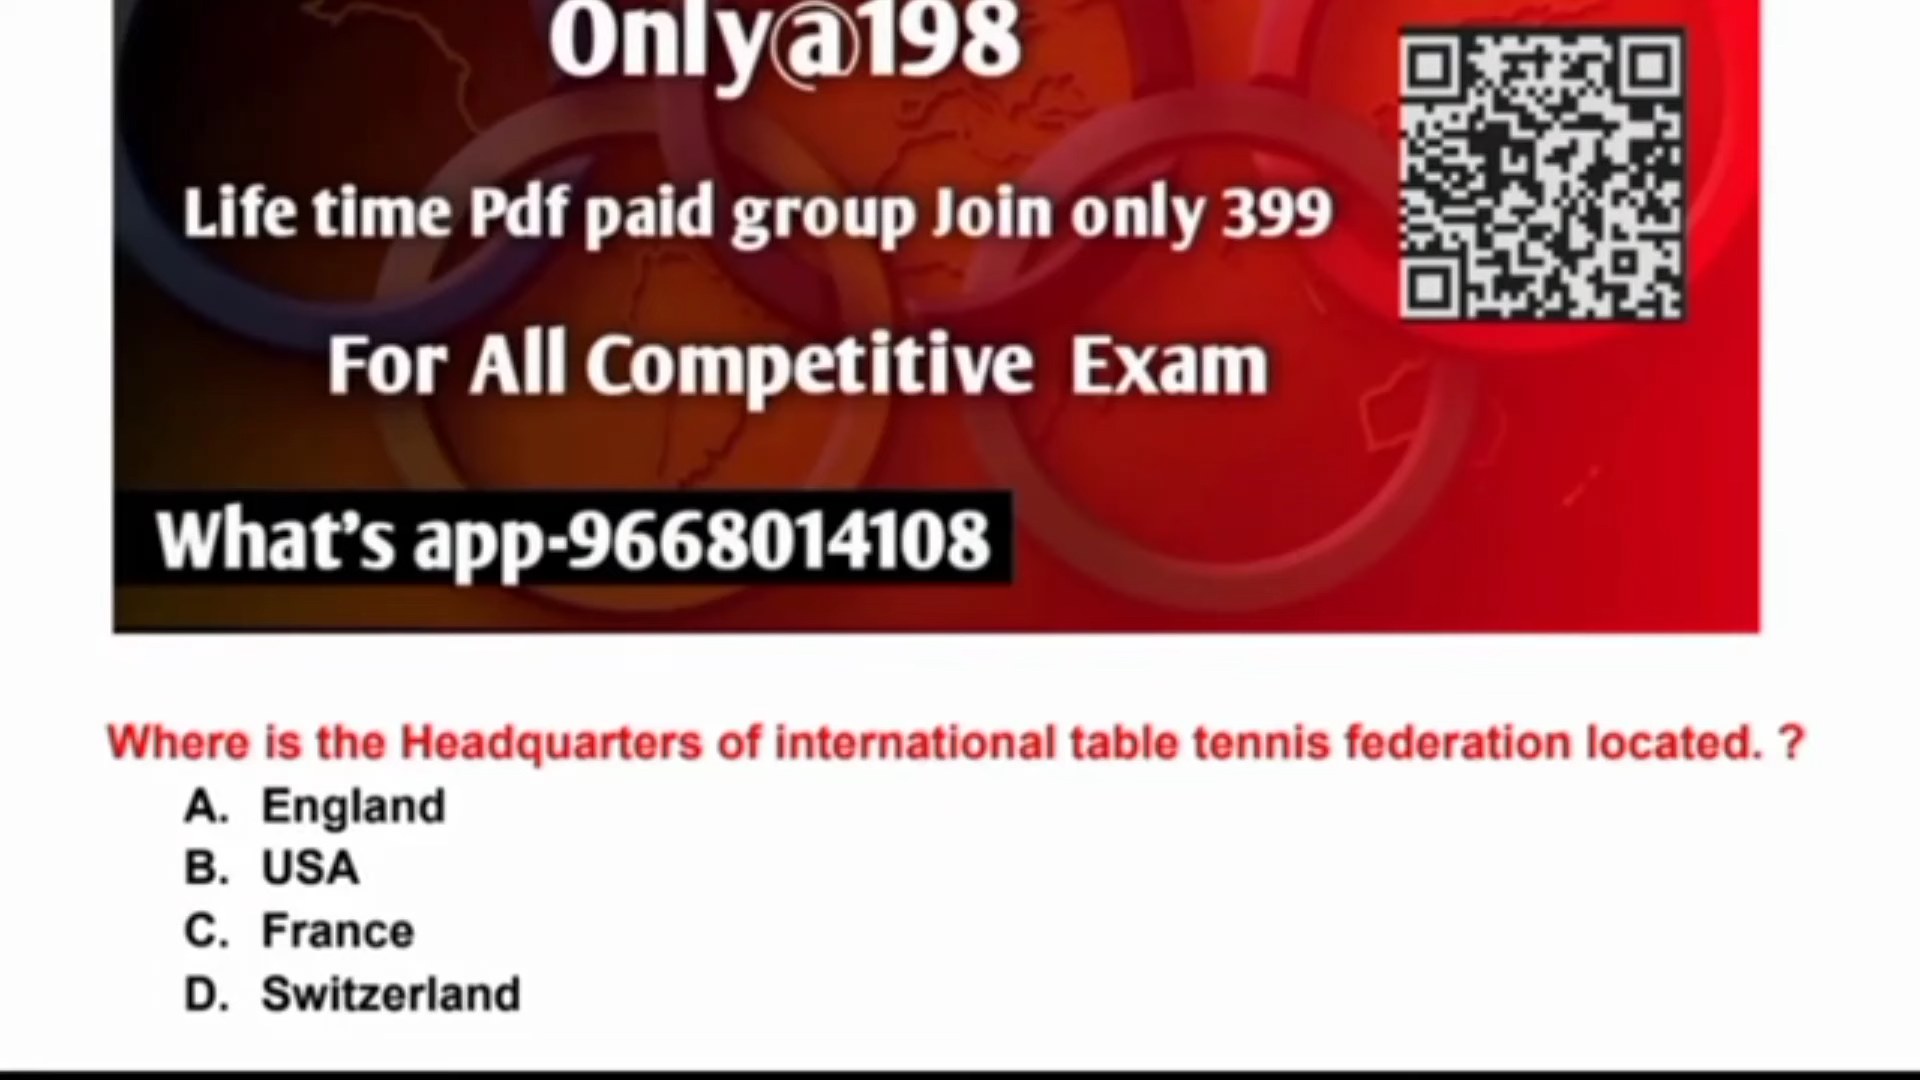 Only@198
Life time Pdf paid group Join only 399
For All Competitive Exam
What's app-9668014108
Where is the Headquarters of international table tennis federation located. ?
A. England
B. USA
C. France
D. Switzerland